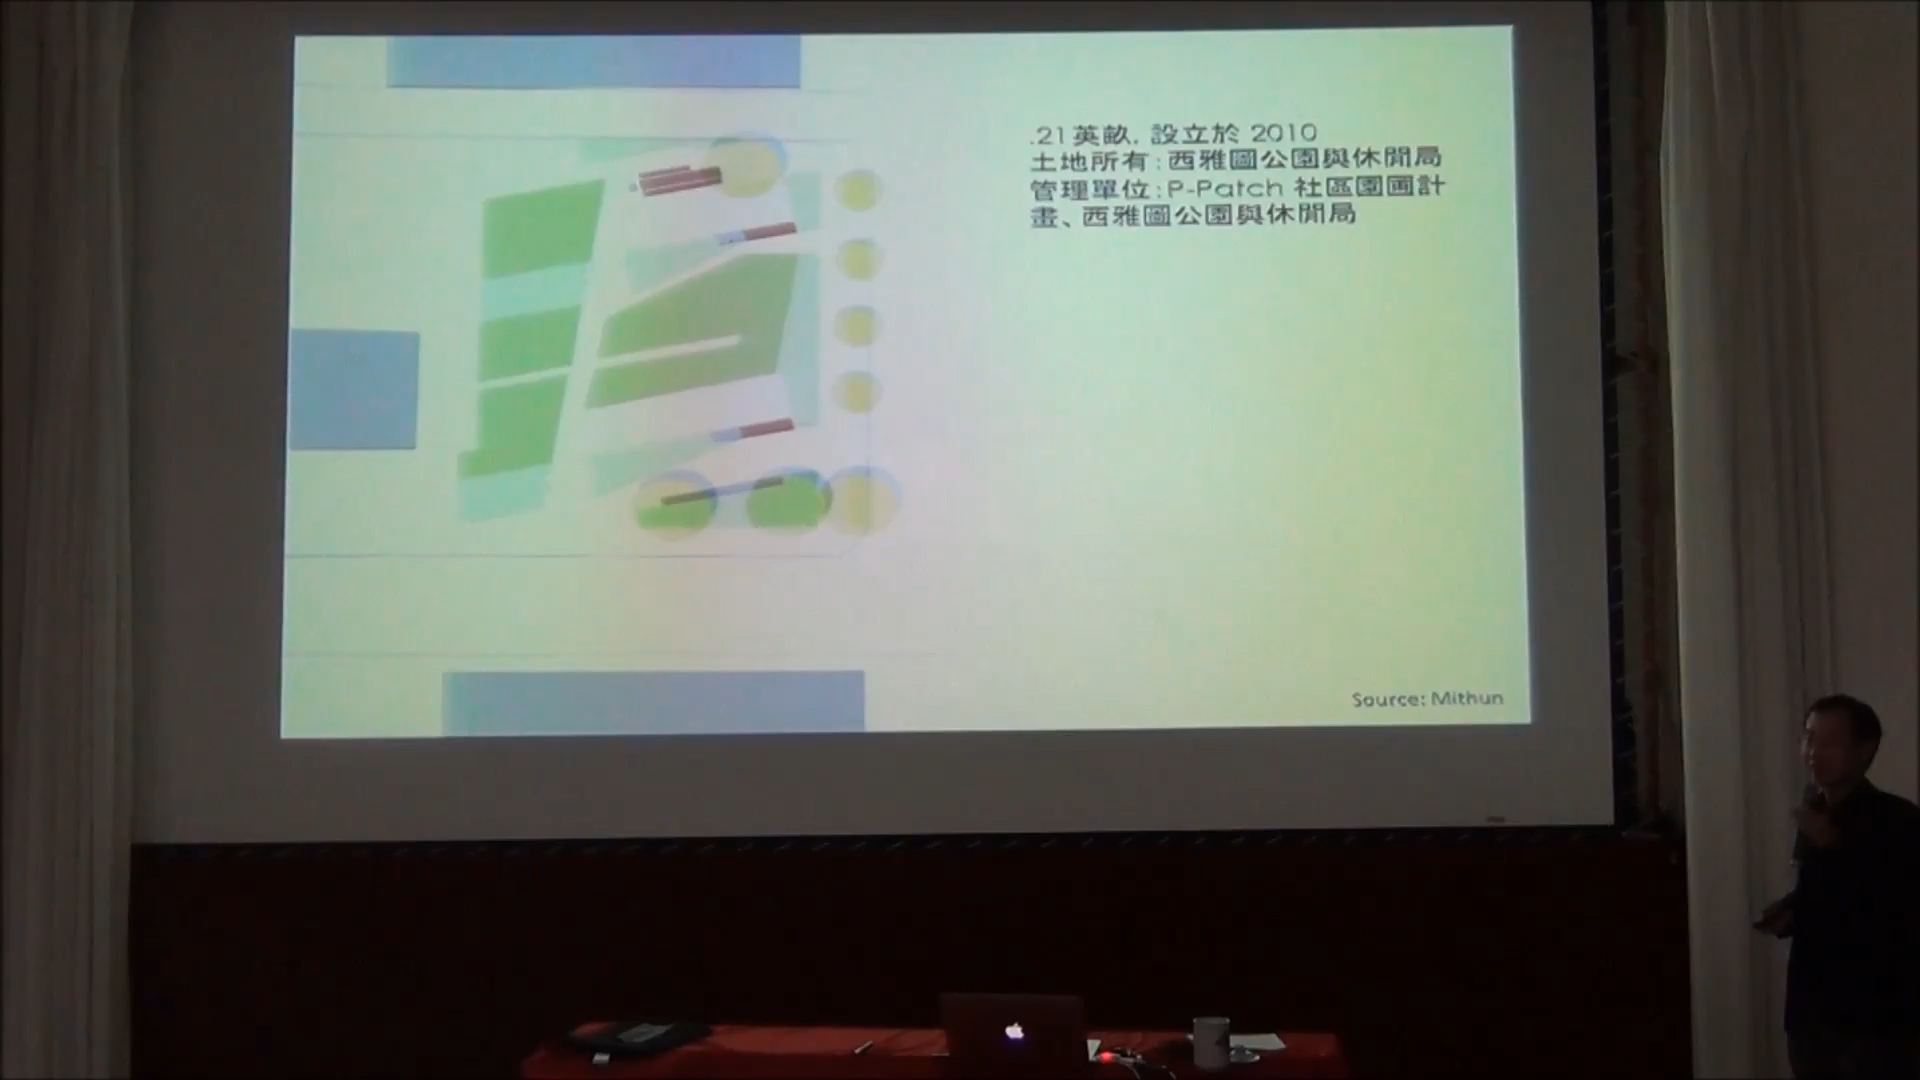 .21英畝, 設立於 2010
土地所有:西雅圖公園與休閒局
管理單位:P-Patch 社區園圃計
畫、西雅圖公園與休閒局
Source: Mithun